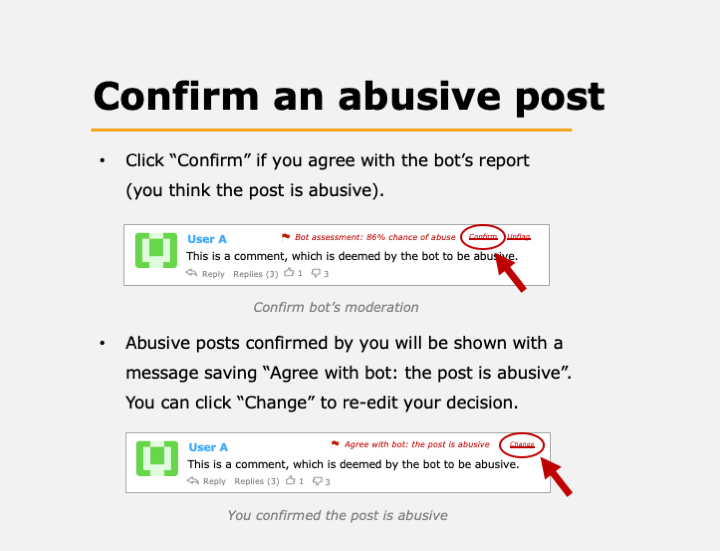 Confirm an abusive post
• Click “Confirm” if you agree with the bot’s report
(you think the post is abusive).
User A Bot assessment: 86% chance of abuse Confirm Unflag
This is a comment, which is deemed by the bot to be abusive.
Reply Replies (3) 1 3
Confirm bot’s moderation
• Abusive posts confirmed by you will be shown with a
message saving “Agree with bot: the post is abusive”.
You can click “Change” to re-edit your decision.
User A Agree with bot: the post is abusive Change
This is a comment, which is deemed by the bot to be abusive.
Reply Replies (3) 1 3
You confirmed the post is abusive